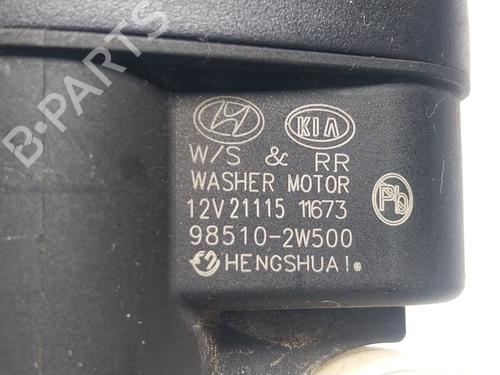 H KIA
W/S & RR
WASHER MOTOR
12V 21115 11673
Pb
98510-2W500
HENGSHUAI
B-PARTS